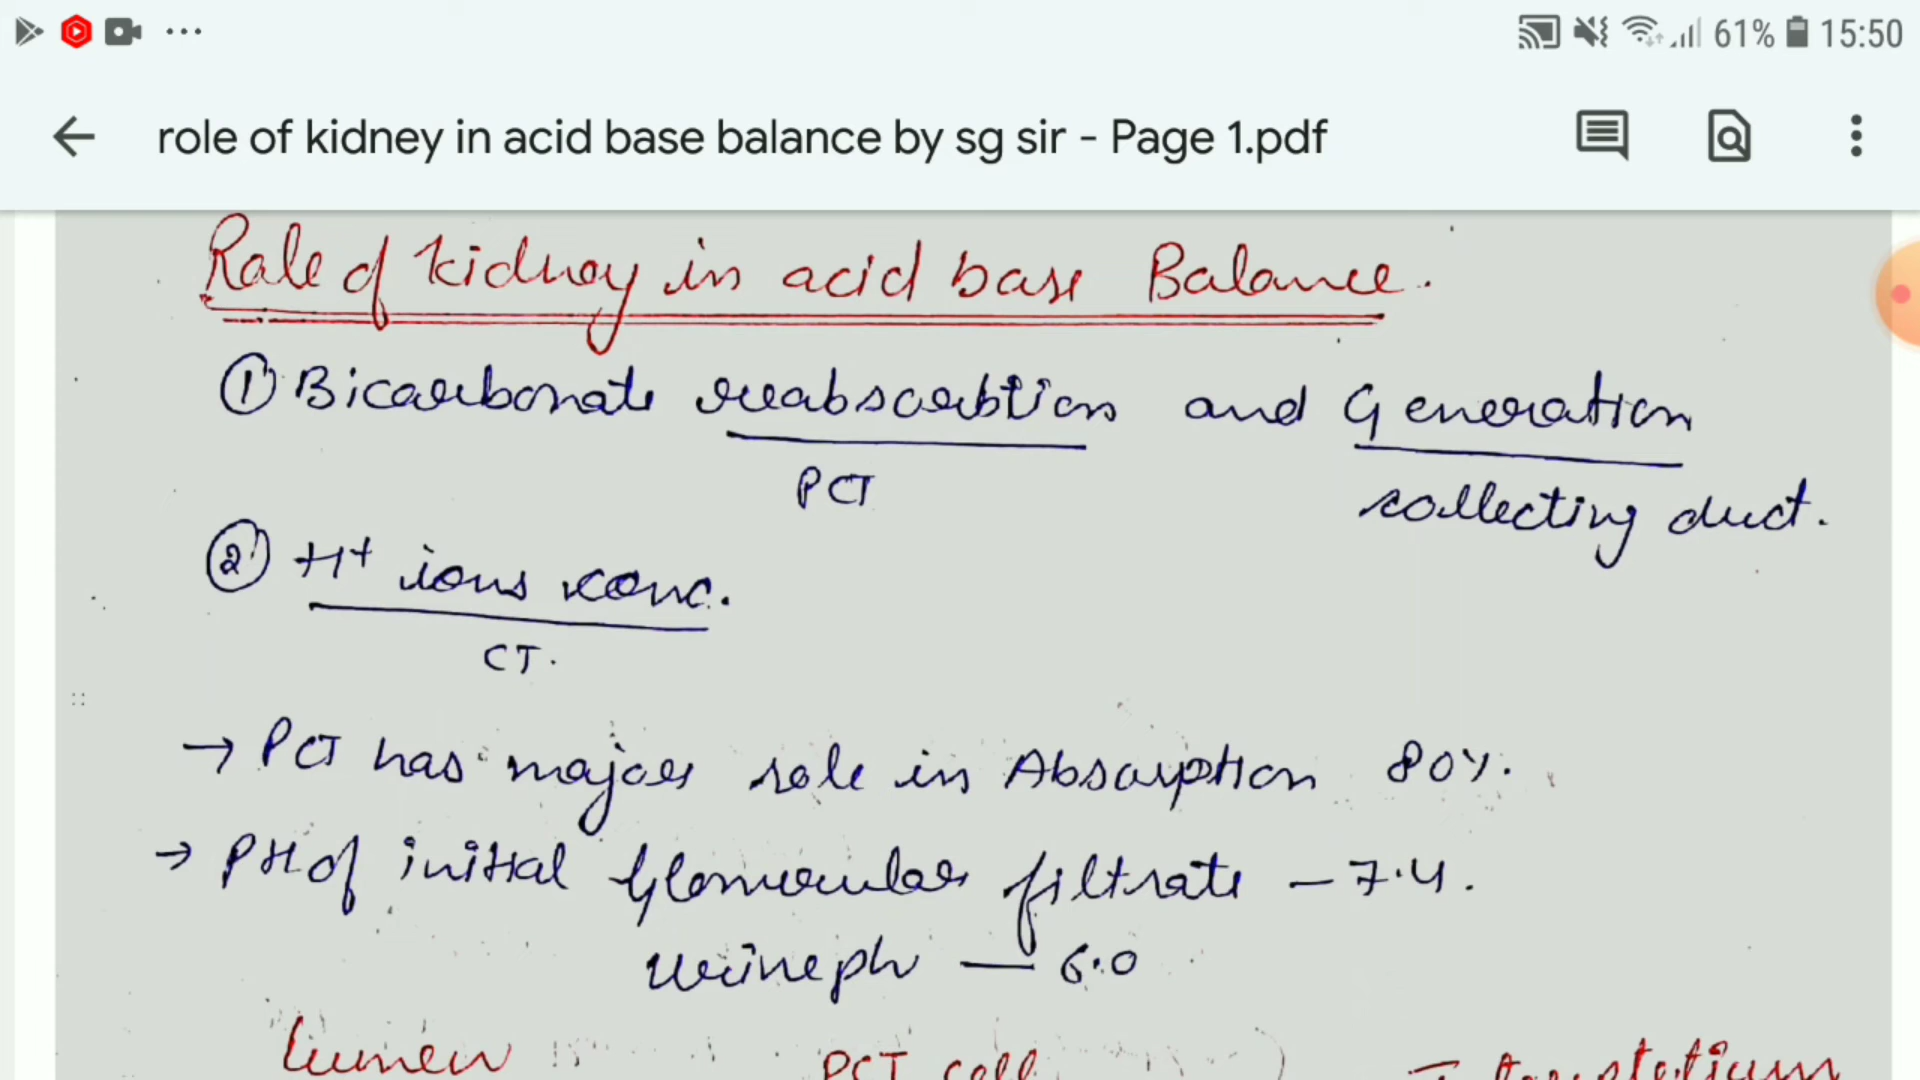 61% 15:50
role of kidney in acid base balance by sg sir - Page 1.pdf
Role of kidney in acid base Balance.
① Bicarbonate reabsorbtion and Generation
PCT
collecting duct.
② H+ ions conc.
CT.
→ PCT has major role in Absorption 80%.
→ PH of initial Glomerular filtrate - 7.4.
Urine ph — 6.0
lumen PCT cell